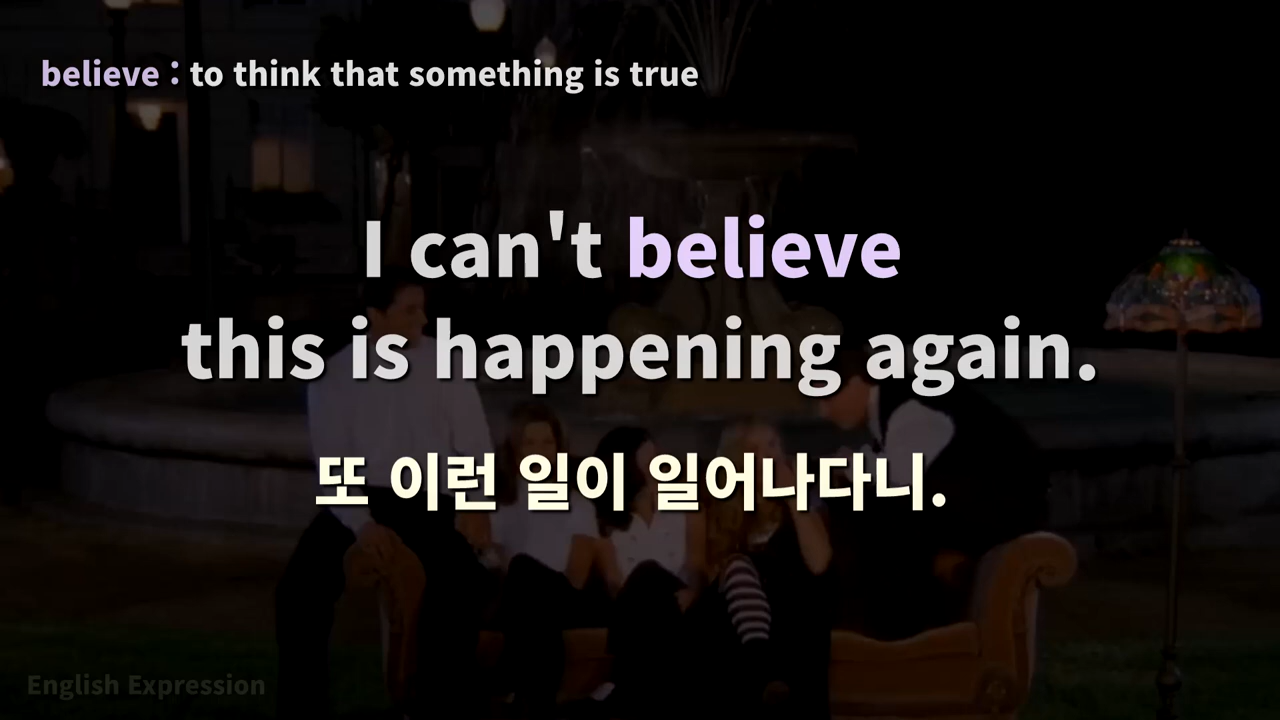 believe : to think that something is true
I can't believe
this is happening again.
또 이런 일이 일어나다니.
English Expression